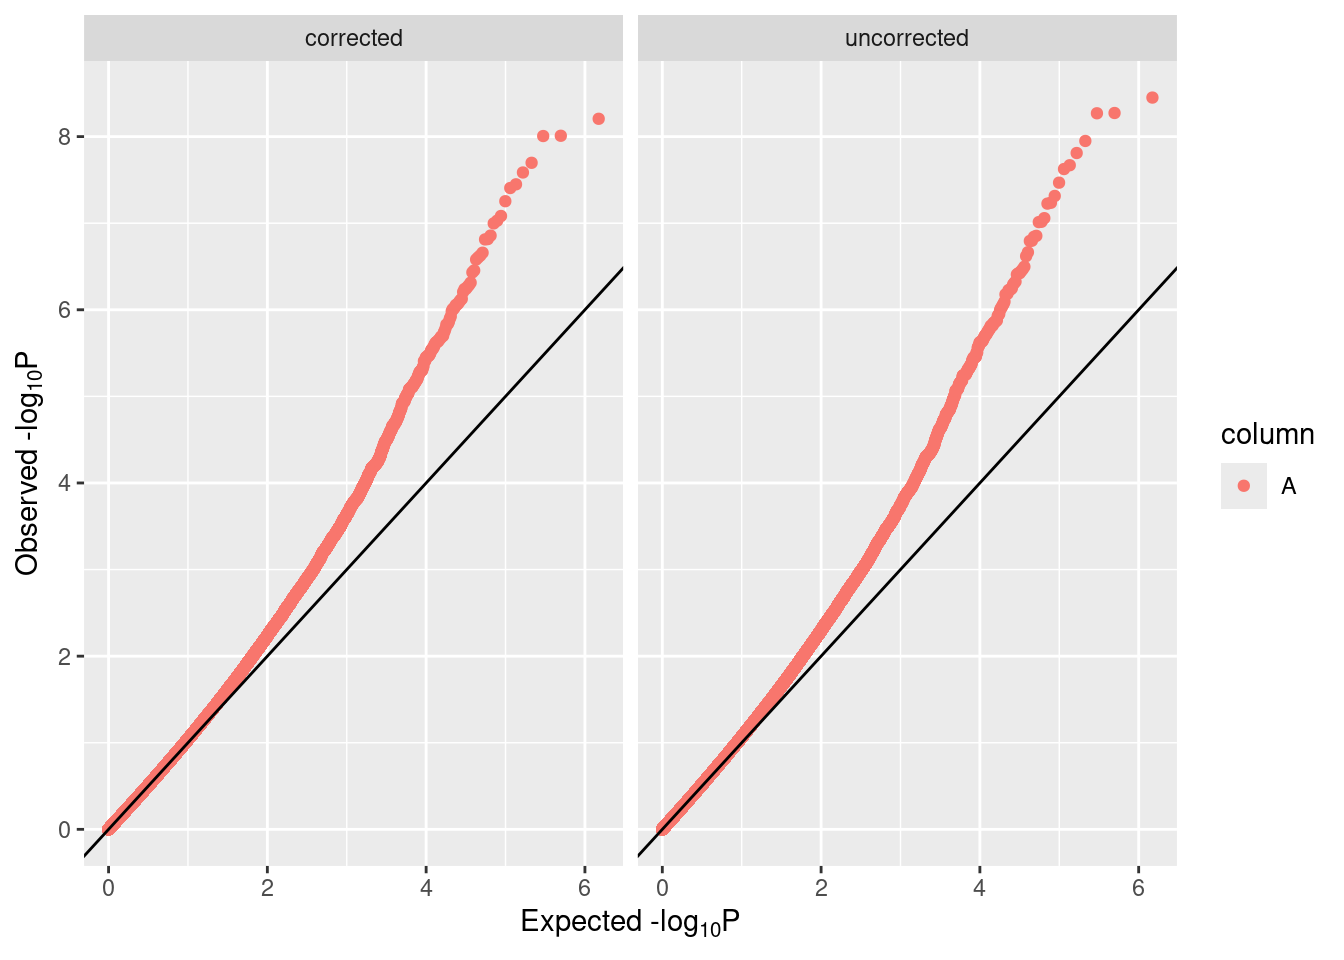 corrected
uncorrected
8
6
4
2
0
0 2 4 6
0 2 4 6
Observed -log₁₀P
Expected -log₁₀P
column
A